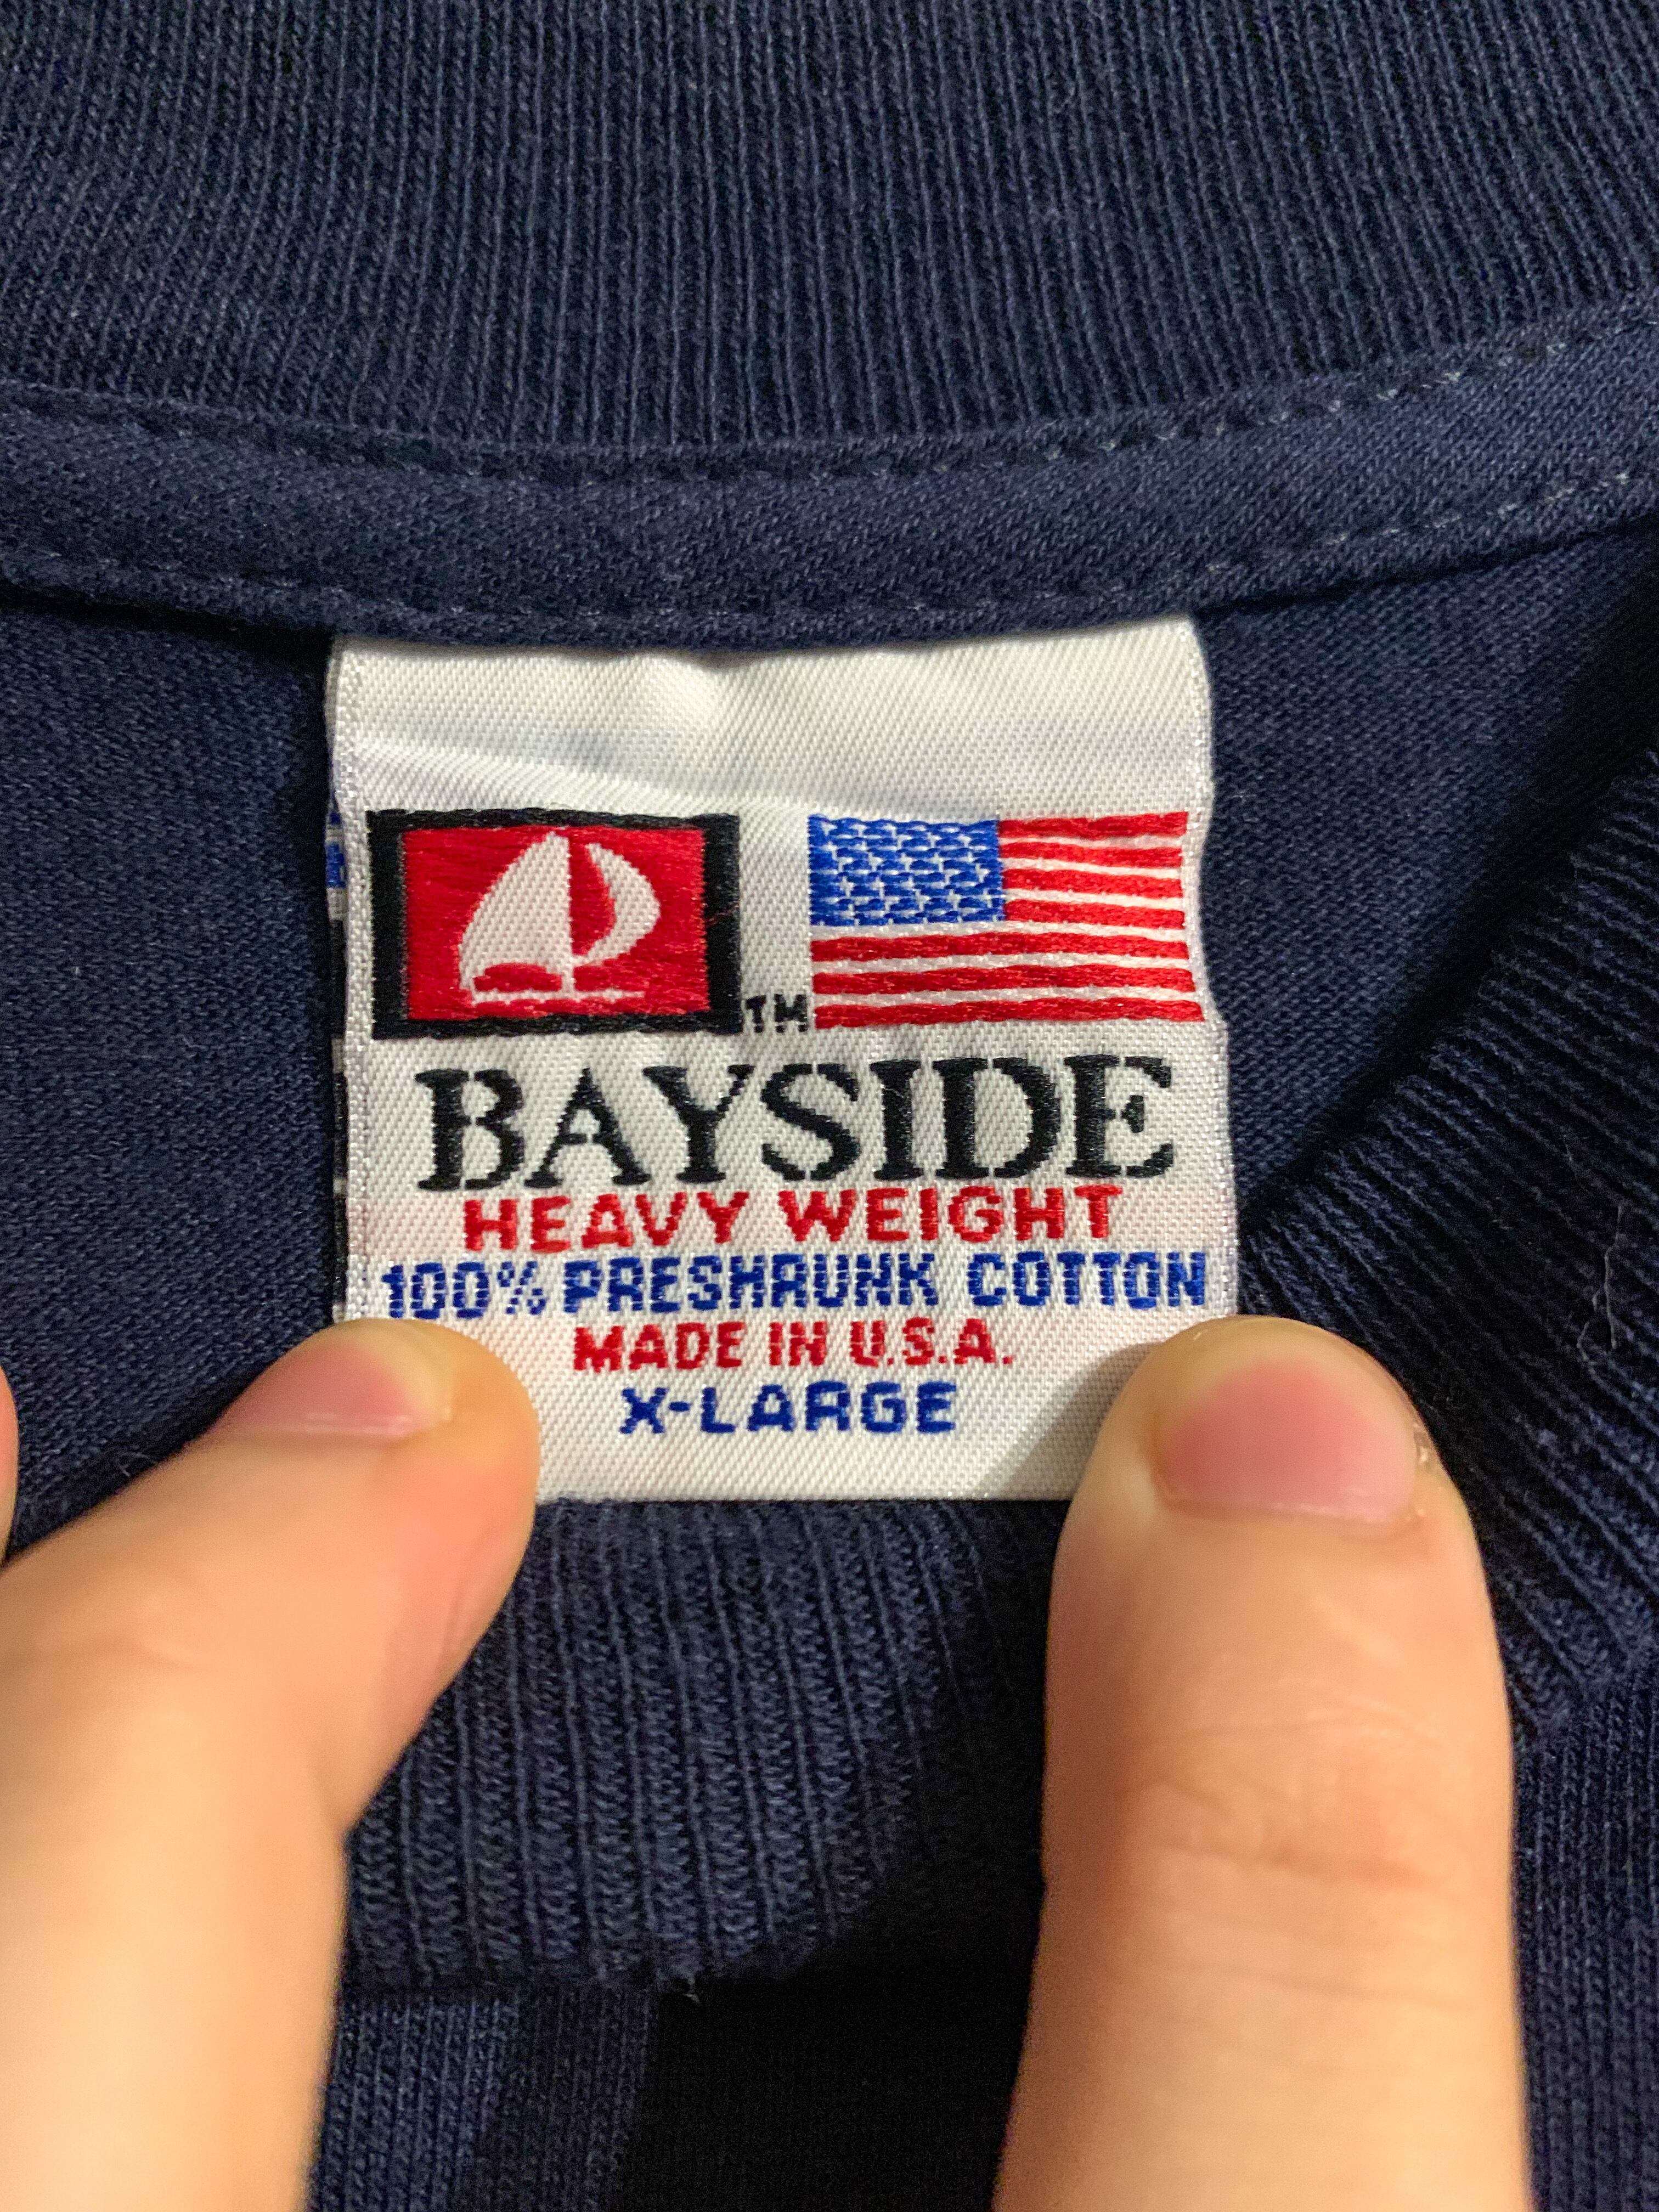 TM
BAYSIDE
HEAVY WEIGHT
100% PRESHRUNK COTTON
MADE IN U.S.A.
X-LARGE